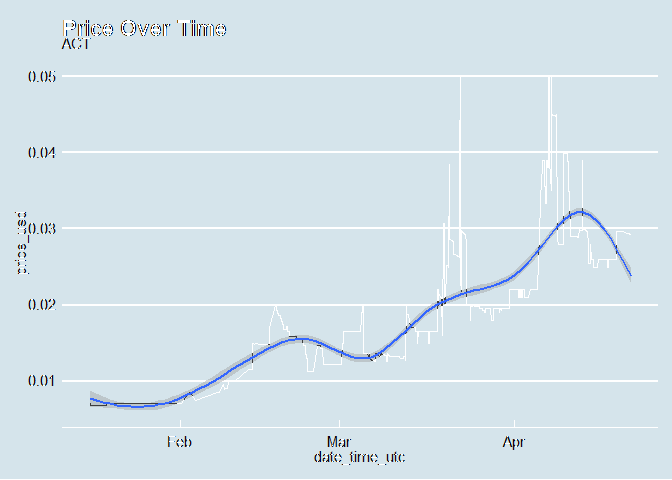 Price Over Time
ACT
0.05
0.04
0.03
0.02
0.01
price_usd
Feb
Mar
Apr
date_time_utc